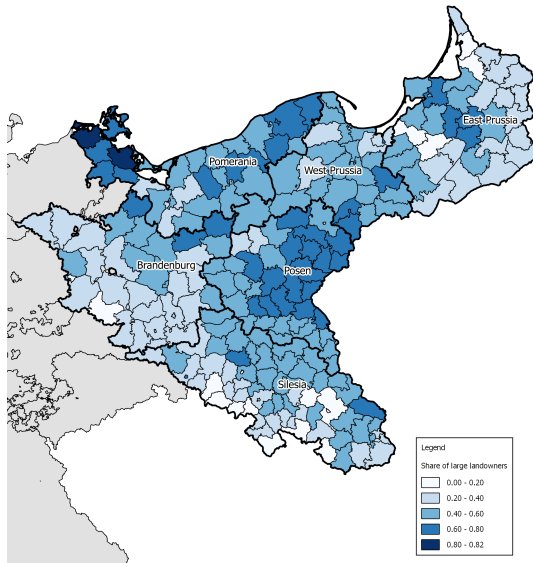 East Prussia
Pomerania
West Prussia
Brandenburg
Posen
Silesia
Legend
Share of large landowners
0.00 - 0.20
0.20 - 0.40
0.40 - 0.60
0.60 - 0.80
0.80 - 0.82